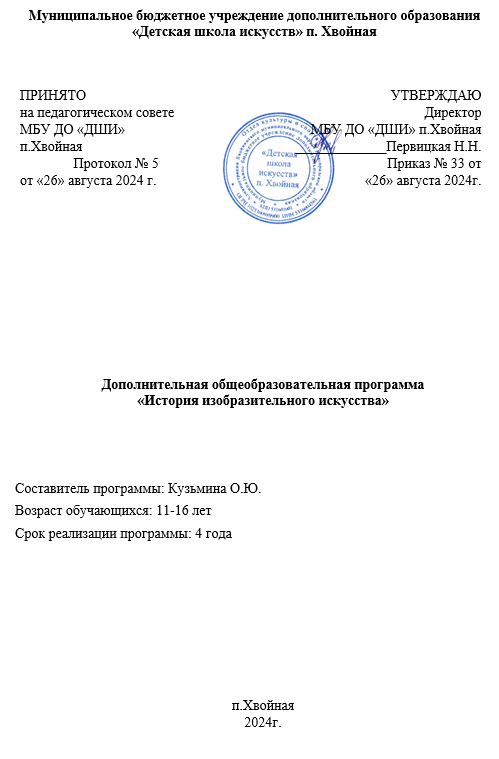 Муниципальное бюджетное учреждение дополнительного образования
«Детская школа искусств» п. Хвойная
ПРИНЯТО
на педагогическом совете
МБУ ДО «ДШИ»
п.Хвойная
Протокол № 5
от «26» августа 2024 г.
УТВЕРЖДАЮ
Директор
МБУ ДО «ДШИ» п.Хвойная
_____________Первицкая Н.Н.
Приказ № 33 от
«26» августа 2024г.
«Детская
школа
искусств»
п. Хвойная
Дополнительная общеобразовательная программа
«История изобразительного искусства»
Составитель программы: Кузьмина О.Ю.
Возраст обучающихся: 11-16 лет
Срок реализации программы: 4 года
п.Хвойная
2024г.